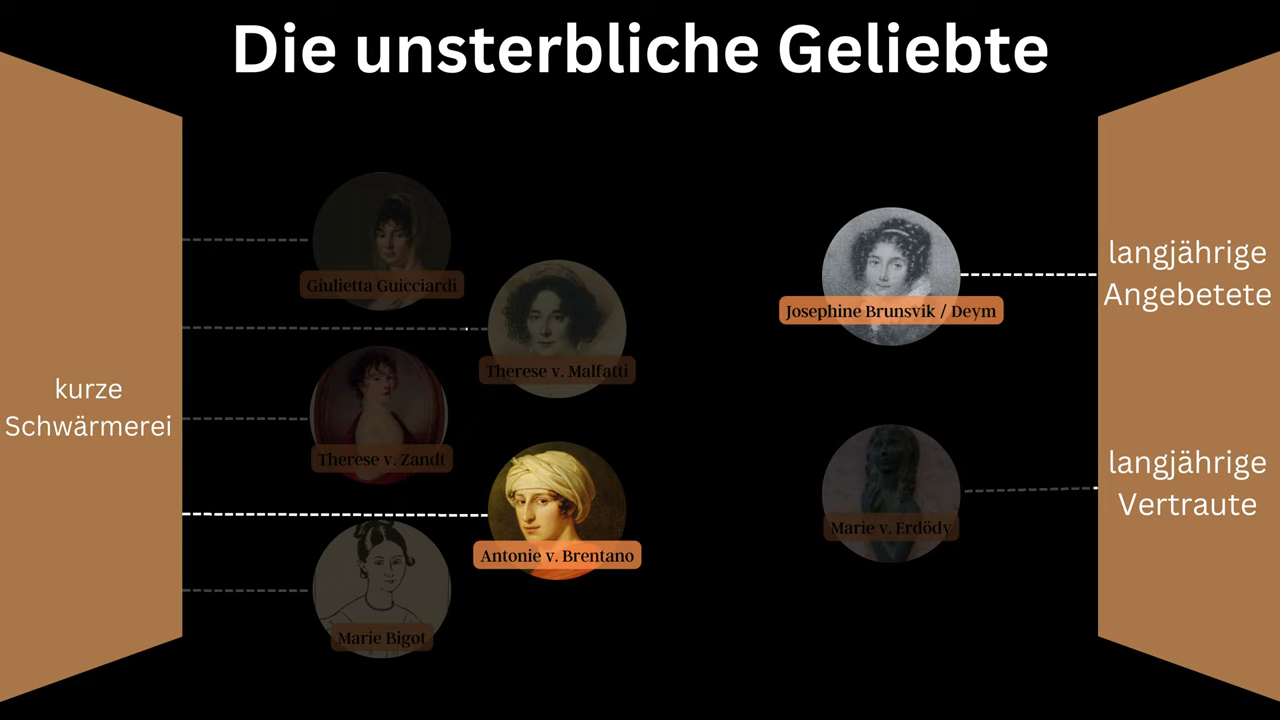 Die unsterbliche Geliebte
Giulietta Guicciardi
Therese v. Malfatti
Therese v. Zandt
Antonie v. Brentano
Marie Bigot
kurze
Schwärmerei
Josephine Brunsvik / Deym
Marie v. Erdödy
langjährige
Angebetete
langjährige
Vertraute